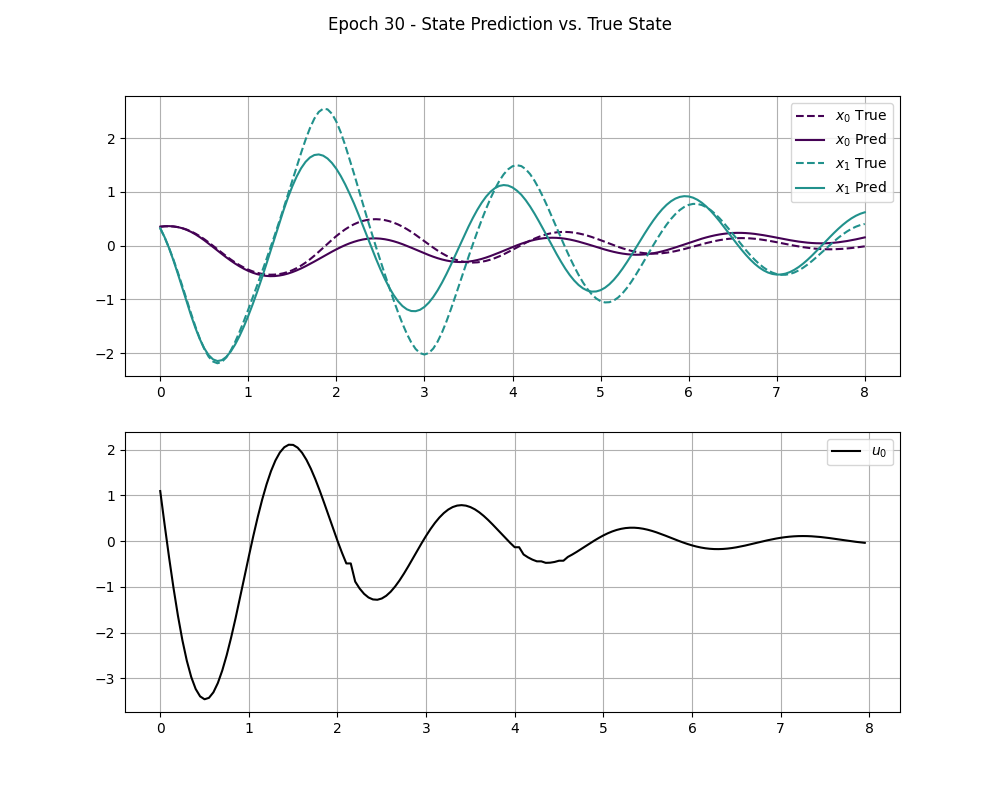 Epoch 30 - State Prediction vs. True State
x₀ True
x₀ Pred
x₁ True
x₁ Pred
2
1
0
−1
−2
0 1 2 3 4 5 6 7 8
u₀
2
1
0
−1
−2
−3
0 1 2 3 4 5 6 7 8